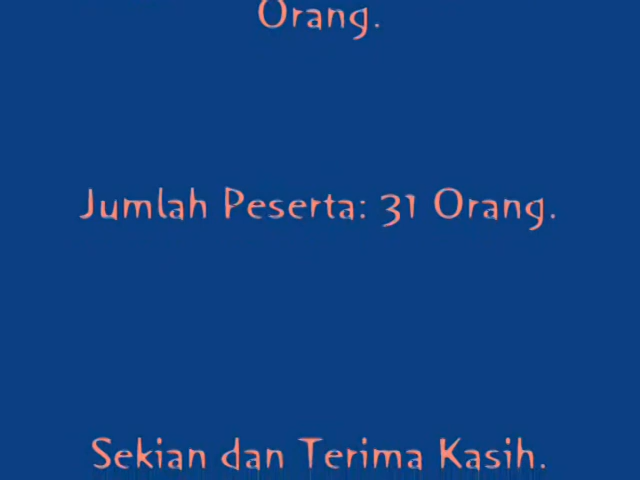 Orang.
Jumlah Peserta: 31 Orang.
Sekian dan Terima Kasih.